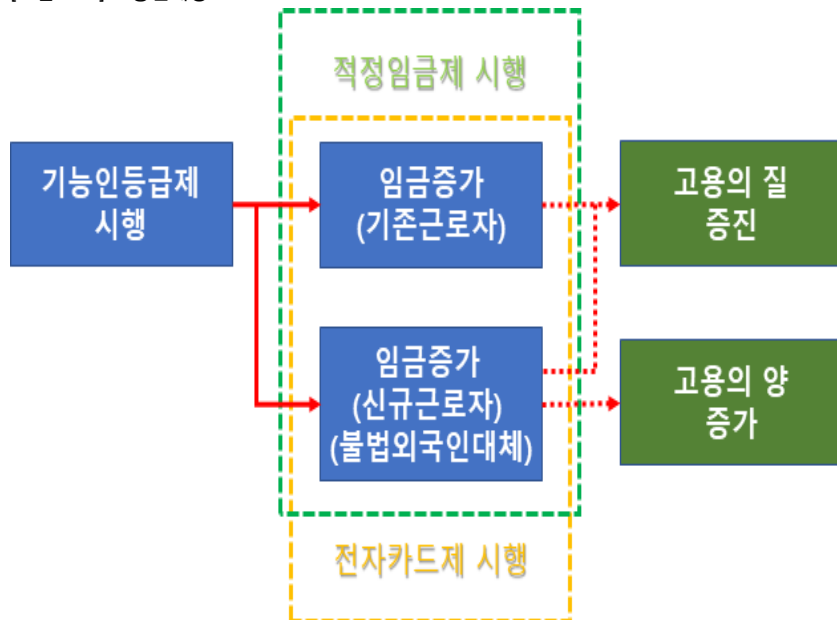 적정임금제 시행
기능인등급제
시행
임금증가
(기존근로자)
고용의 질
증진
임금증가
(신규근로자)
(불법외국인대체)
고용의 양
증가
전자카드제 시행